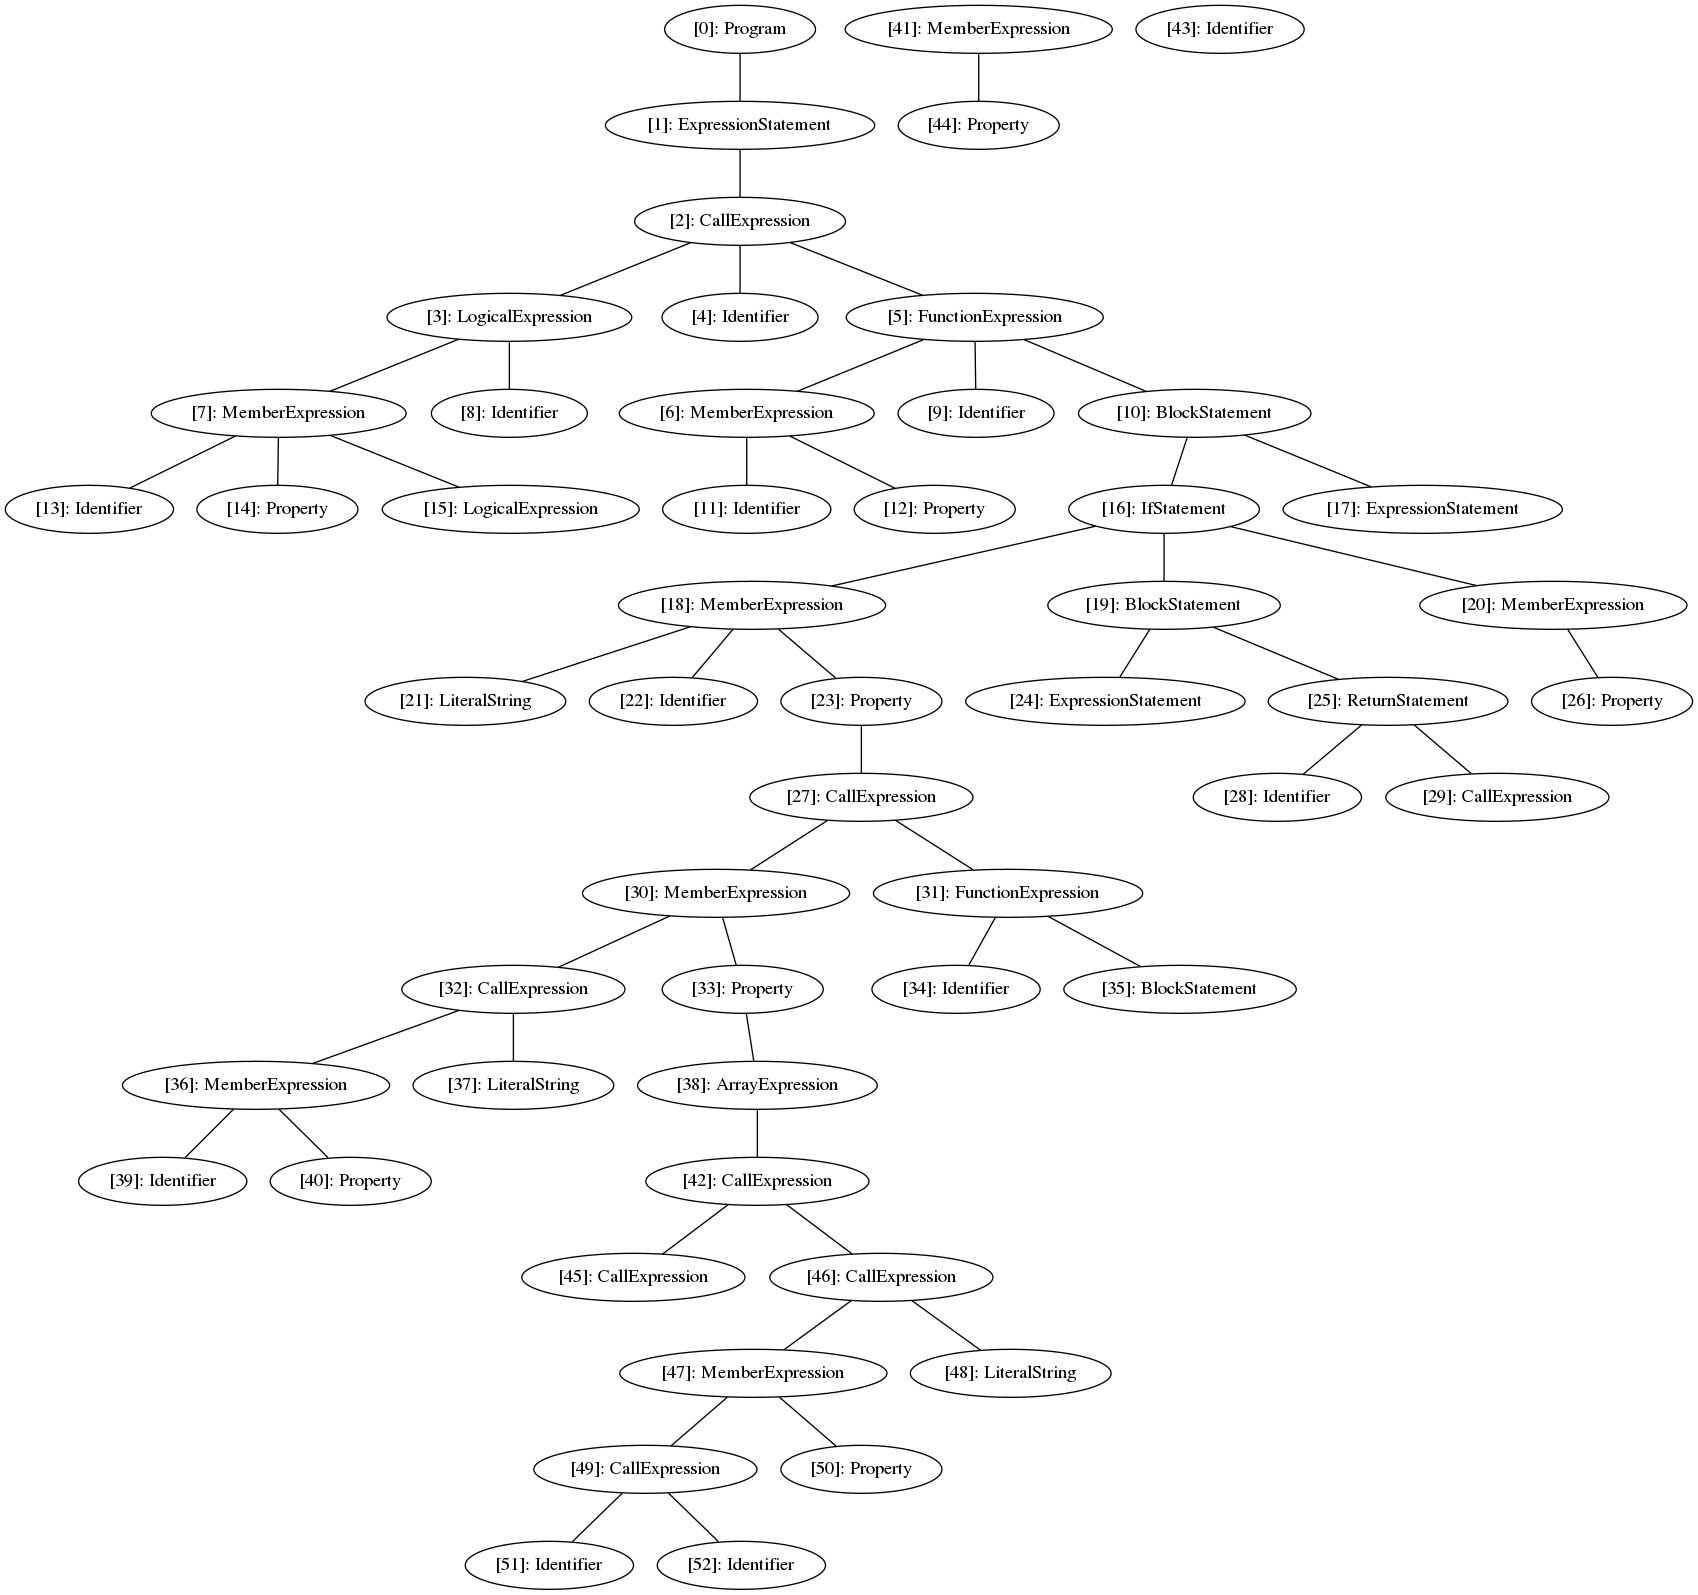 [0]: Program
[41]: MemberExpression
[43]: Identifier
[1]: ExpressionStatement
[44]: Property
[2]: CallExpression
[3]: LogicalExpression
[4]: Identifier
[5]: FunctionExpression
[7]: MemberExpression
[8]: Identifier
[6]: MemberExpression
[9]: Identifier
[10]: BlockStatement
[13]: Identifier
[14]: Property
[15]: LogicalExpression
[11]: Identifier
[12]: Property
[16]: IfStatement
[17]: ExpressionStatement
[18]: MemberExpression
[19]: BlockStatement
[20]: MemberExpression
[21]: LiteralString
[22]: Identifier
[23]: Property
[24]: ExpressionStatement
[25]: ReturnStatement
[26]: Property
[27]: CallExpression
[28]: Identifier
[29]: CallExpression
[30]: MemberExpression
[31]: FunctionExpression
[32]: CallExpression
[33]: Property
[34]: Identifier
[35]: BlockStatement
[36]: MemberExpression
[37]: LiteralString
[38]: ArrayExpression
[39]: Identifier
[40]: Property
[42]: CallExpression
[45]: CallExpression
[46]: CallExpression
[47]: MemberExpression
[48]: LiteralString
[49]: CallExpression
[50]: Property
[51]: Identifier
[52]: Identifier